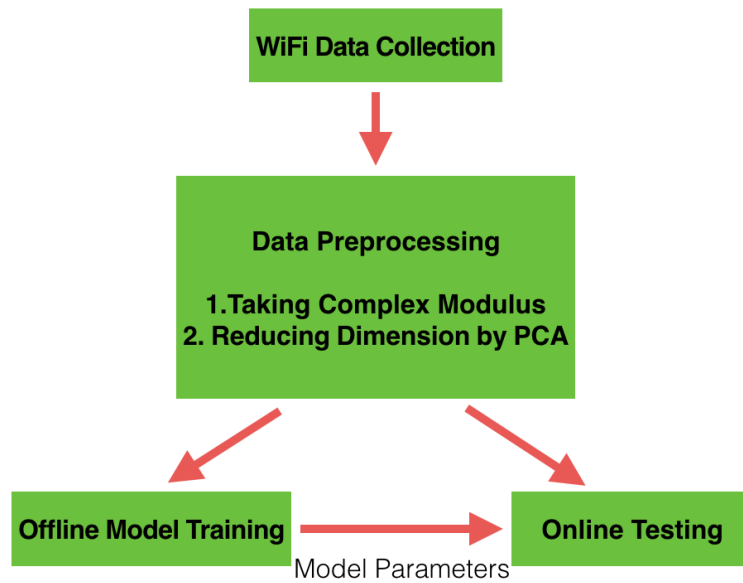 WiFi Data Collection
Data Preprocessing
1.Taking Complex Modulus
2. Reducing Dimension by PCA
Offline Model Training
Online Testing
Model Parameters